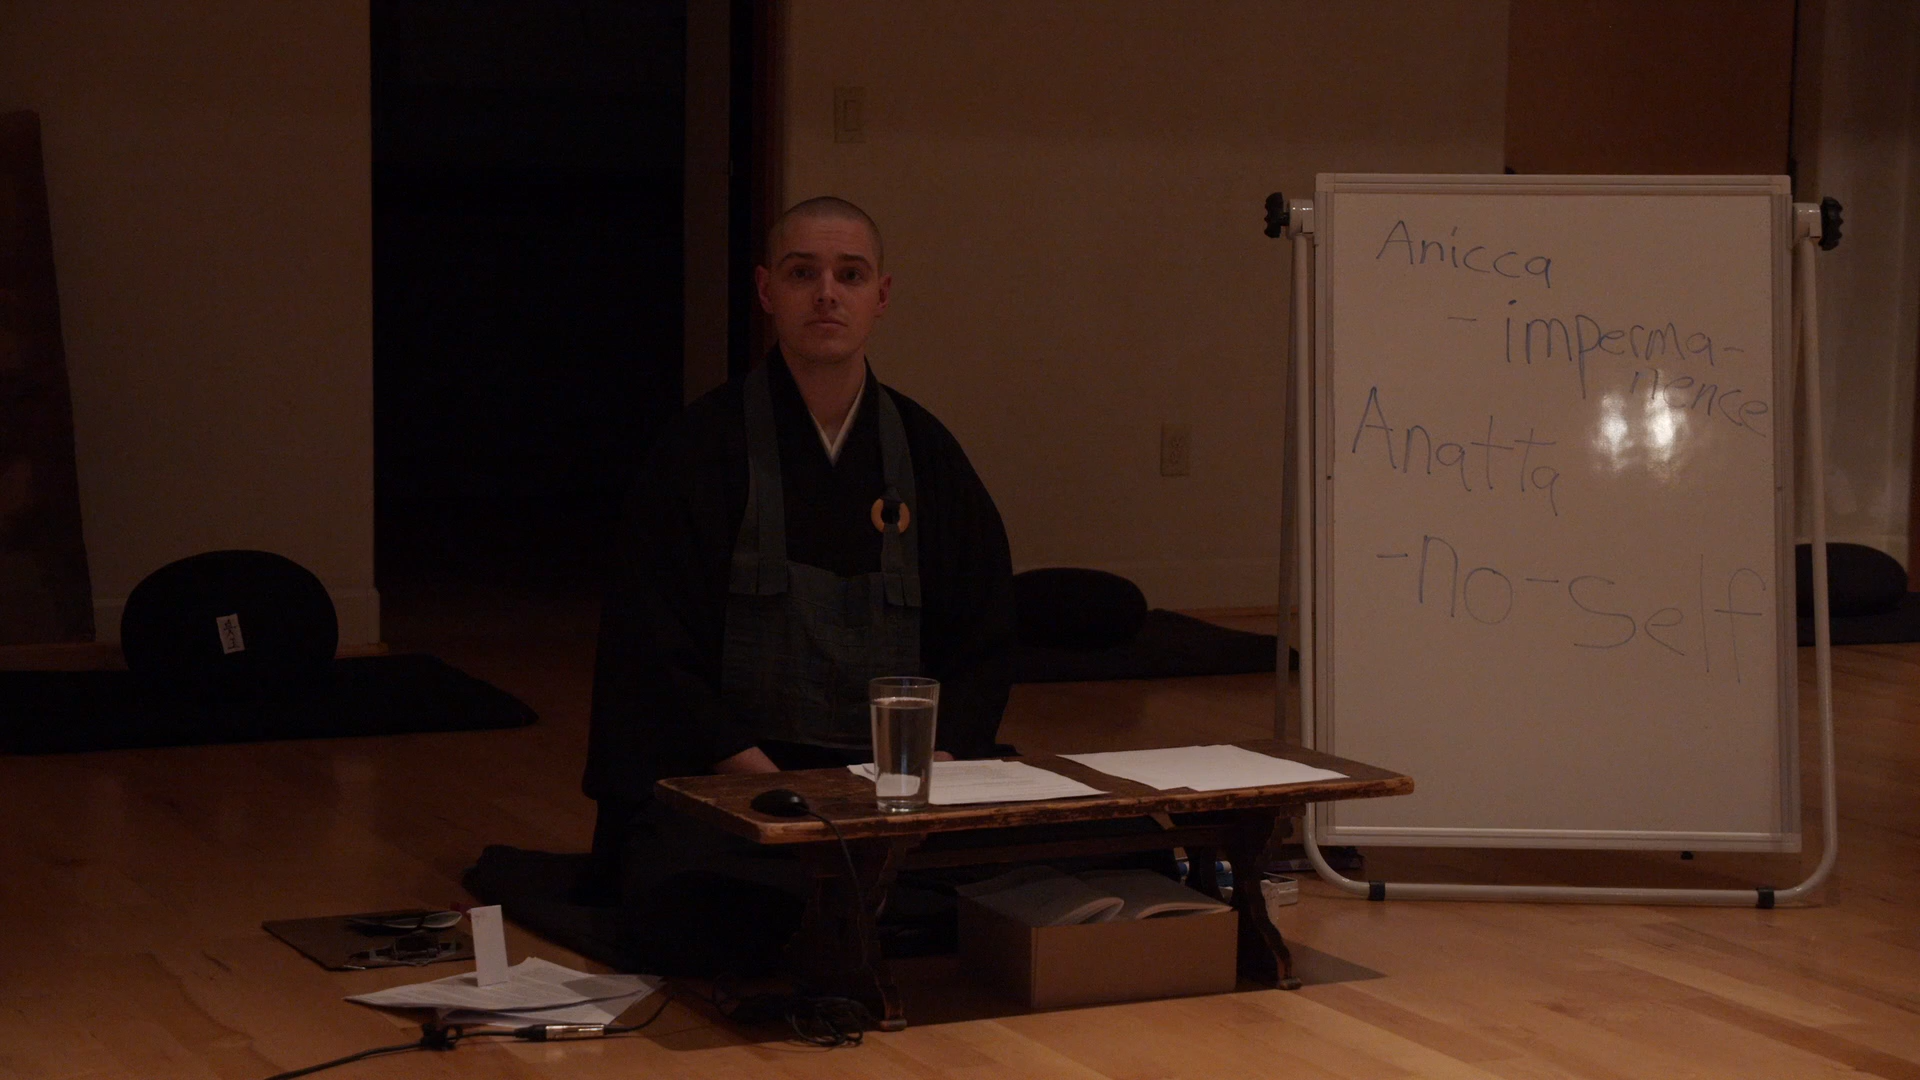 Anicca
- imperma-
nence
Anatta
- no-self